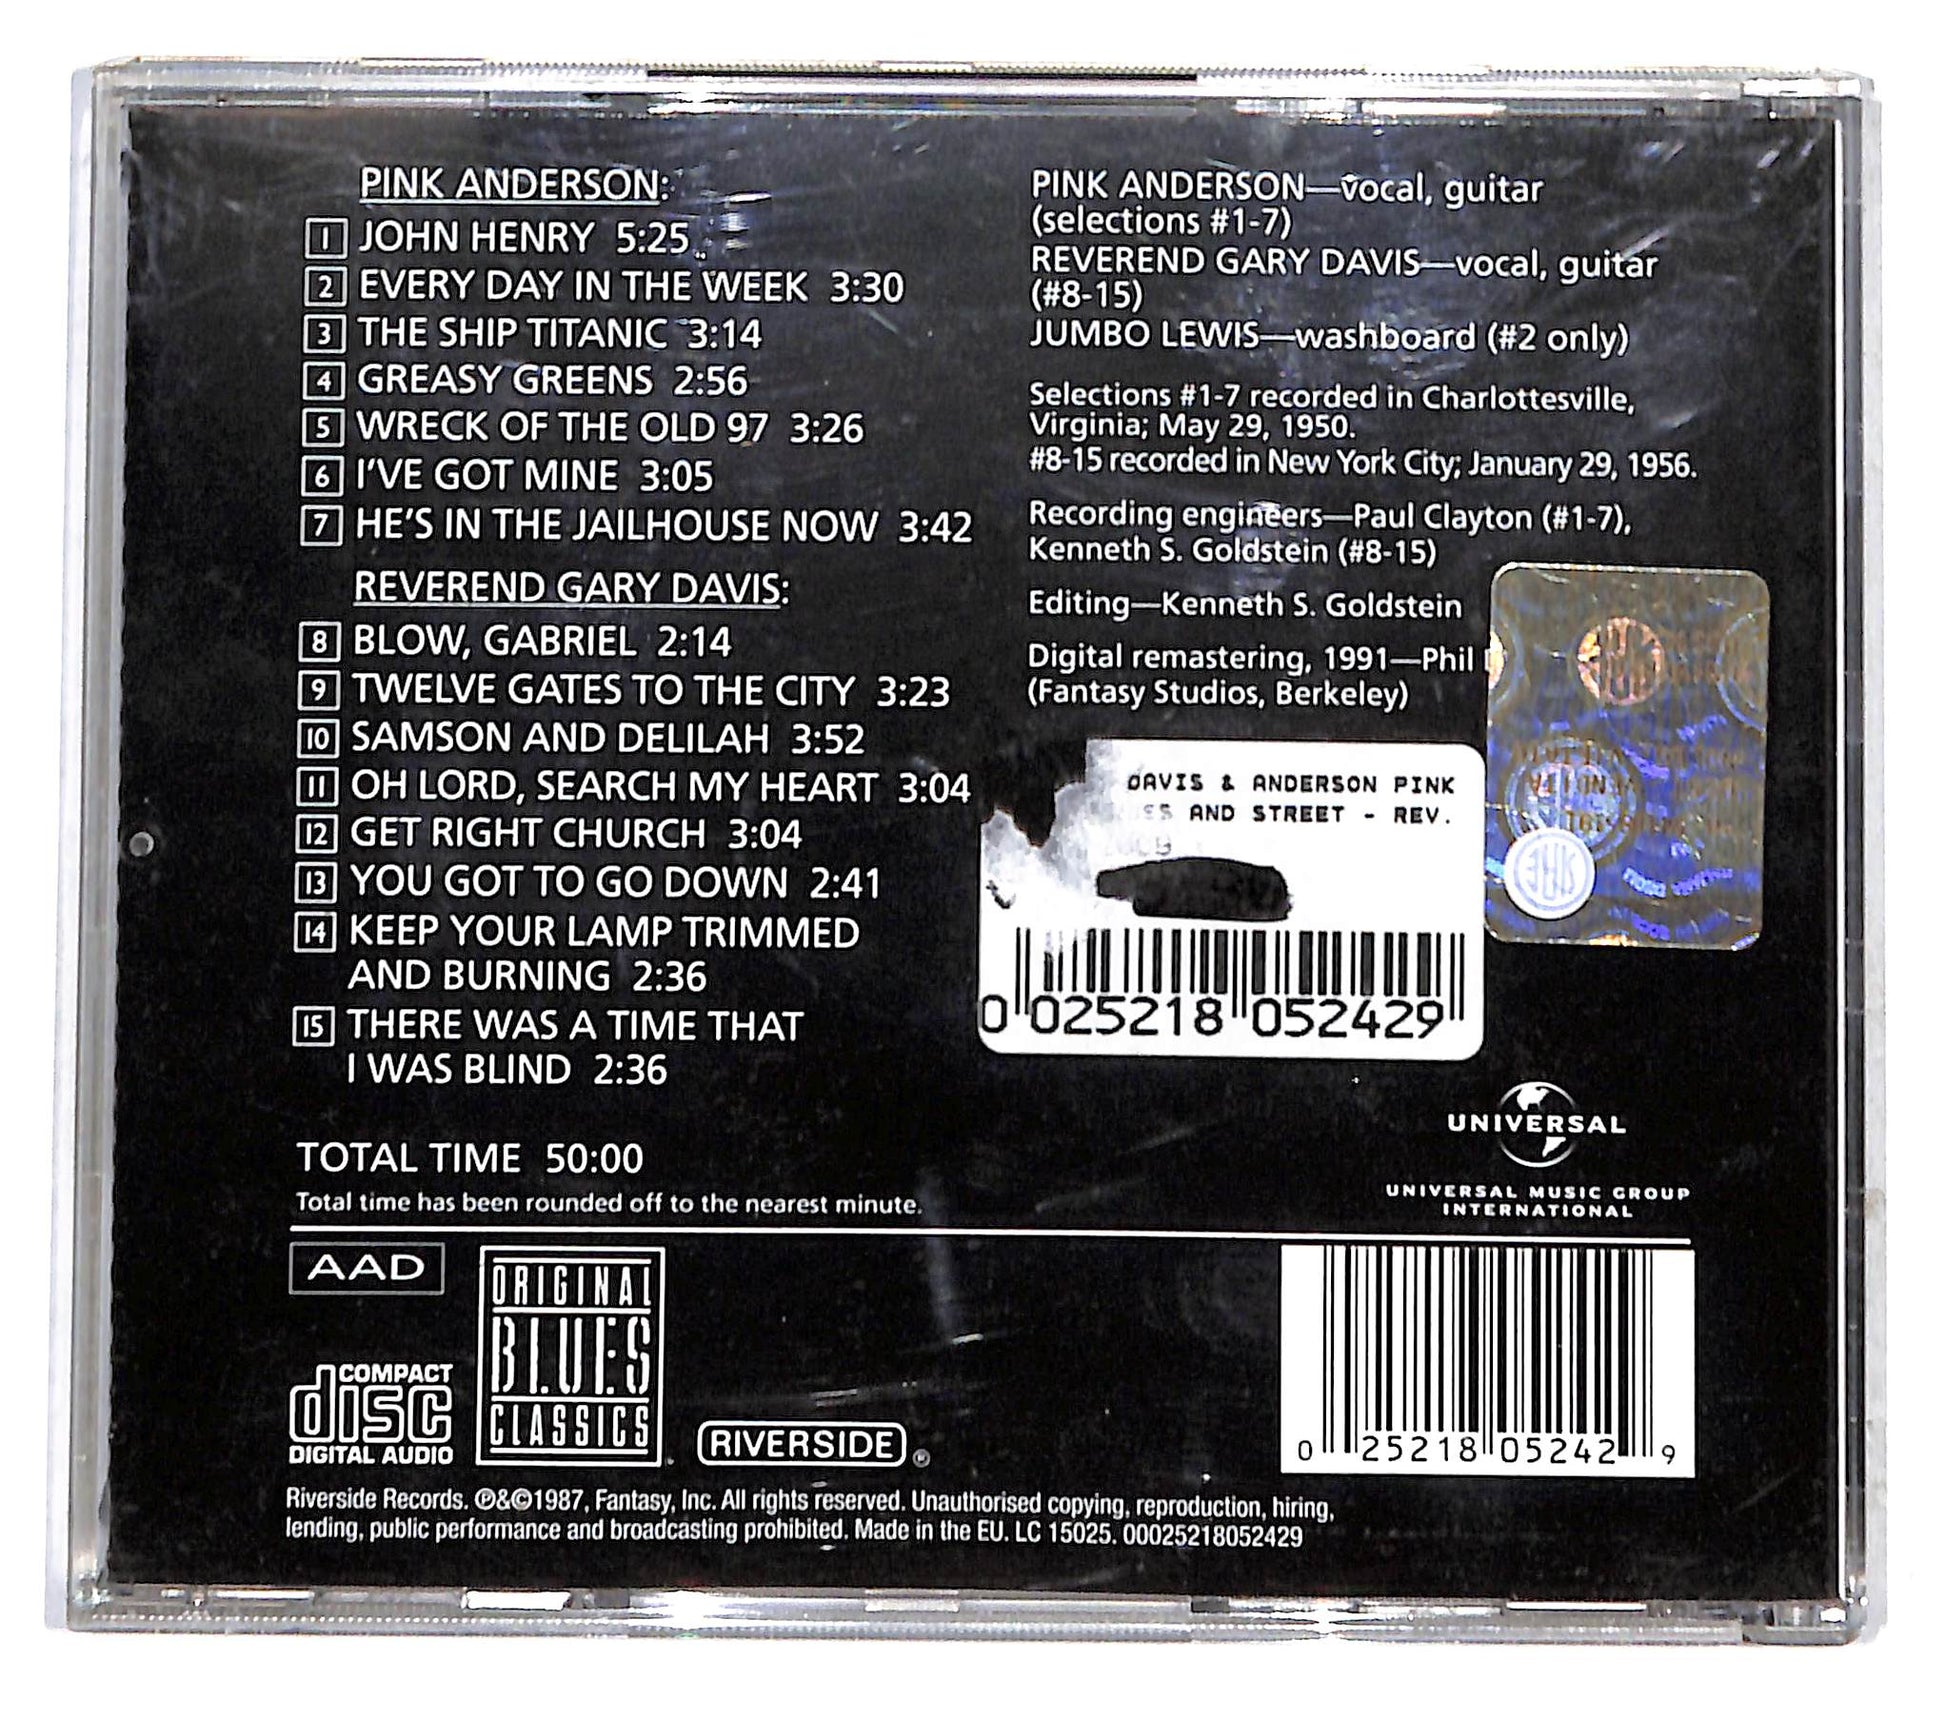 PINK ANDERSON:
1 JOHN HENRY 5:25
2 EVERY DAY IN THE WEEK 3:30
3 THE SHIP TITANIC 3:14
4 GREASY GREENS 2:56
5 WRECK OF THE OLD 97 3:26
6 I'VE GOT MINE 3:05
7 HE'S IN THE JAILHOUSE NOW 3:42
REVEREND GARY DAVIS:
8 BLOW, GABRIEL 2:14
9 TWELVE GATES TO THE CITY 3:23
10 SAMSON AND DELILAH 3:52
11 OH LORD, SEARCH MY HEART 3:04
12 GET RIGHT CHURCH 3:04
13 YOU GOT TO GO DOWN 2:41
14 KEEP YOUR LAMP TRIMMED
AND BURNING 2:36
15 THERE WAS A TIME THAT
I WAS BLIND 2:36
TOTAL TIME 50:00
Total time has been rounded off to the nearest minute.
PINK ANDERSON—vocal, guitar
(selections #1-7)
REVEREND GARY DAVIS—vocal, guitar
(#8-15)
JUMBO LEWIS—washboard (#2 only)
Selections #1-7 recorded in Charlottesville,
Virginia; May 29, 1950.
#8-15 recorded in New York City; January 29, 1956.
Recording engineers—Paul Clayton (#1-7),
Kenneth S. Goldstein (#8-15)
Editing—Kenneth S. Goldstein
Digital remastering, 1991—Phil
(Fantasy Studios, Berkeley)
DAVIS & ANDERSON PINK
AND STREET - REV.
0 025218 052429
UNIVERSAL
UNIVERSAL MUSIC GROUP
INTERNATIONAL
AAD
COMPACT
disc
DIGITAL AUDIO
ORIGINAL
BLUES
CLASSICS
RIVERSIDE ®
0 25218 05242 9
Riverside Records. ℗&©1987, Fantasy, Inc. All rights reserved. Unauthorised copying, reproduction, hiring,
lending, public performance and broadcasting prohibited. Made in the EU. LC 15025. 00025218052429